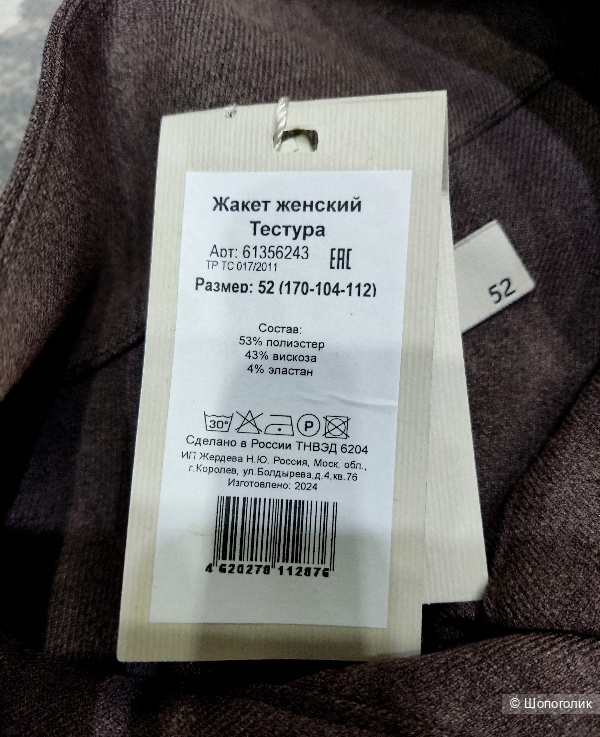 Жакет женский
Тестура
Арт: 61356243 EAC
ТР ТС 017/2011
Размер: 52 (170-104-112)
52
Состав:
53% полиэстер
43% вискоза
4% эластан
30° P
Сделано в России ТНВЭД 6204
ИП Жердева Н.Ю. Россия, Моск. обл.,
г.Королев, ул.Болдырева,д.4,кв.76
Изготовлено: 2024
4 620278 112876
© Шопоголик